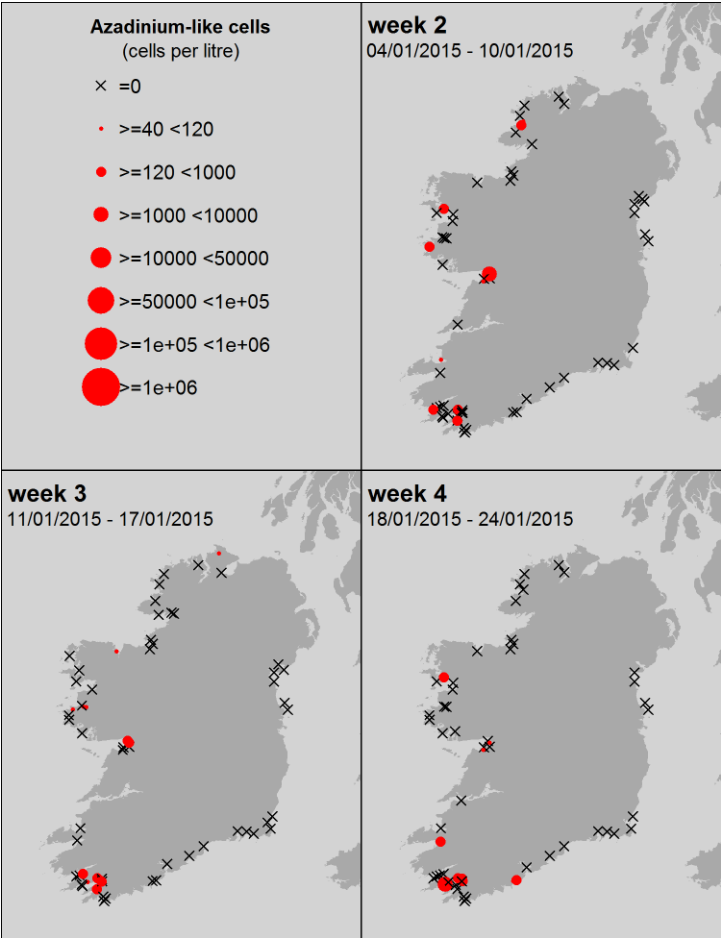 Azadinium-like cells
(cells per litre)
=0
>=40 <120
>=120 <1000
>=1000 <10000
>=10000 <50000
>=50000 <1e+05
>=1e+05 <1e+06
>=1e+06
week 2
04/01/2015 - 10/01/2015
week 3
11/01/2015 - 17/01/2015
week 4
18/01/2015 - 24/01/2015